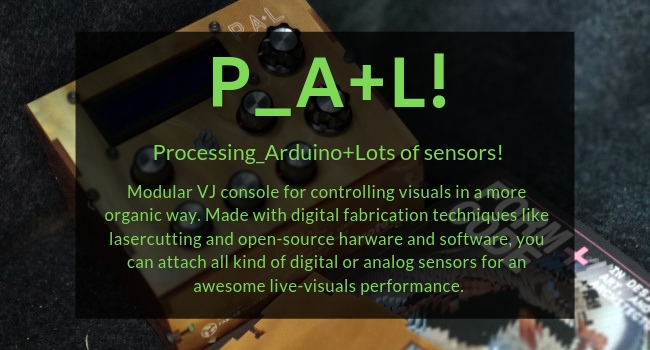 P_A+L!
Processing_Arduino+Lots of sensors!
Modular VJ console for controlling visuals in a more
organic way. Made with digital fabrication techniques like
lasercutting and open-source harware and software, you
can attach all kind of digital or analog sensors for an
awesome live-visuals performance.